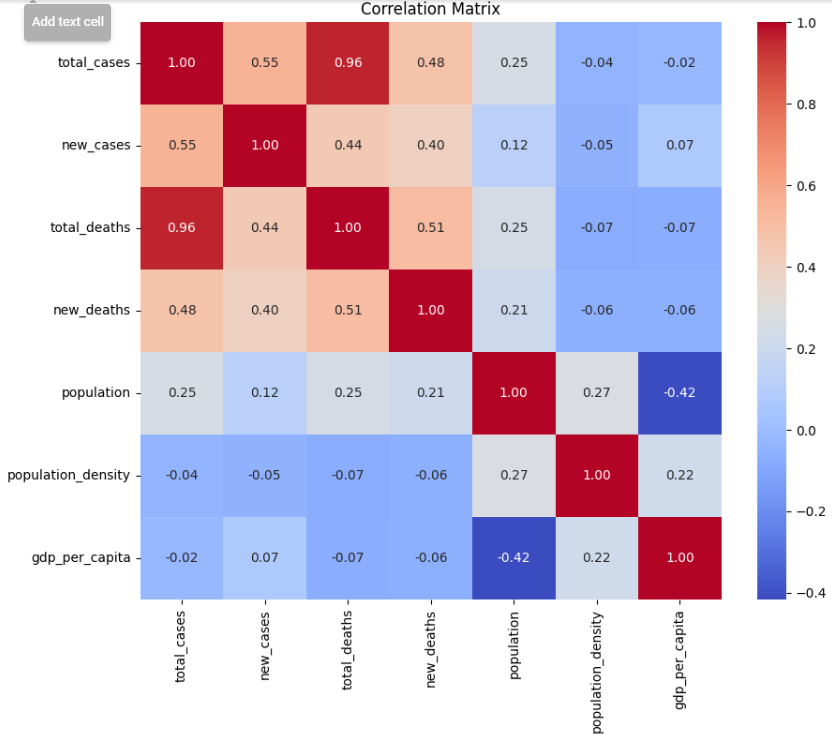 Correlation Matrix
Add text cell
total_cases 1.00 0.55 0.96 0.48 0.25 -0.04 -0.02
new_cases 0.55 1.00 0.44 0.40 0.12 -0.05 0.07
total_deaths 0.96 0.44 1.00 0.51 0.25 -0.07 -0.07
new_deaths 0.48 0.40 0.51 1.00 0.21 -0.06 -0.06
population 0.25 0.12 0.25 0.21 1.00 0.27 -0.42
population_density -0.04 -0.05 -0.07 -0.06 0.27 1.00 0.22
gdp_per_capita -0.02 0.07 -0.07 -0.06 -0.42 0.22 1.00
total_cases
new_cases
total_deaths
new_deaths
population
population_density
gdp_per_capita
1.0
0.8
0.6
0.4
0.2
0.0
−0.2
−0.4